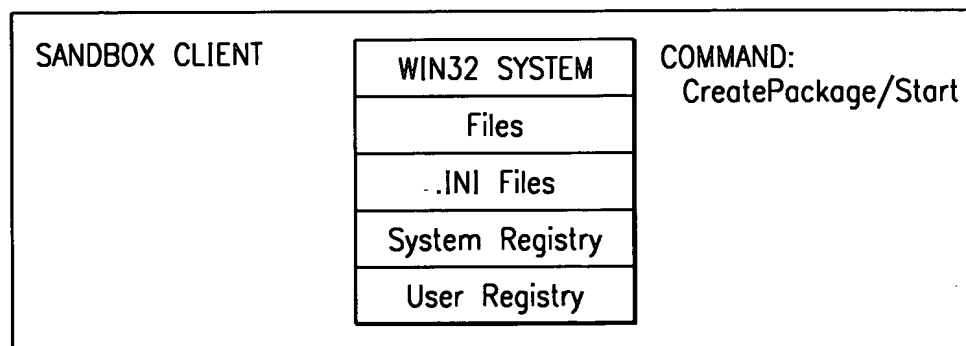 SANDBOX CLIENT
WIN32 SYSTEM
Files
.INI Files
System Registry
User Registry
COMMAND:
CreatePackage/Start